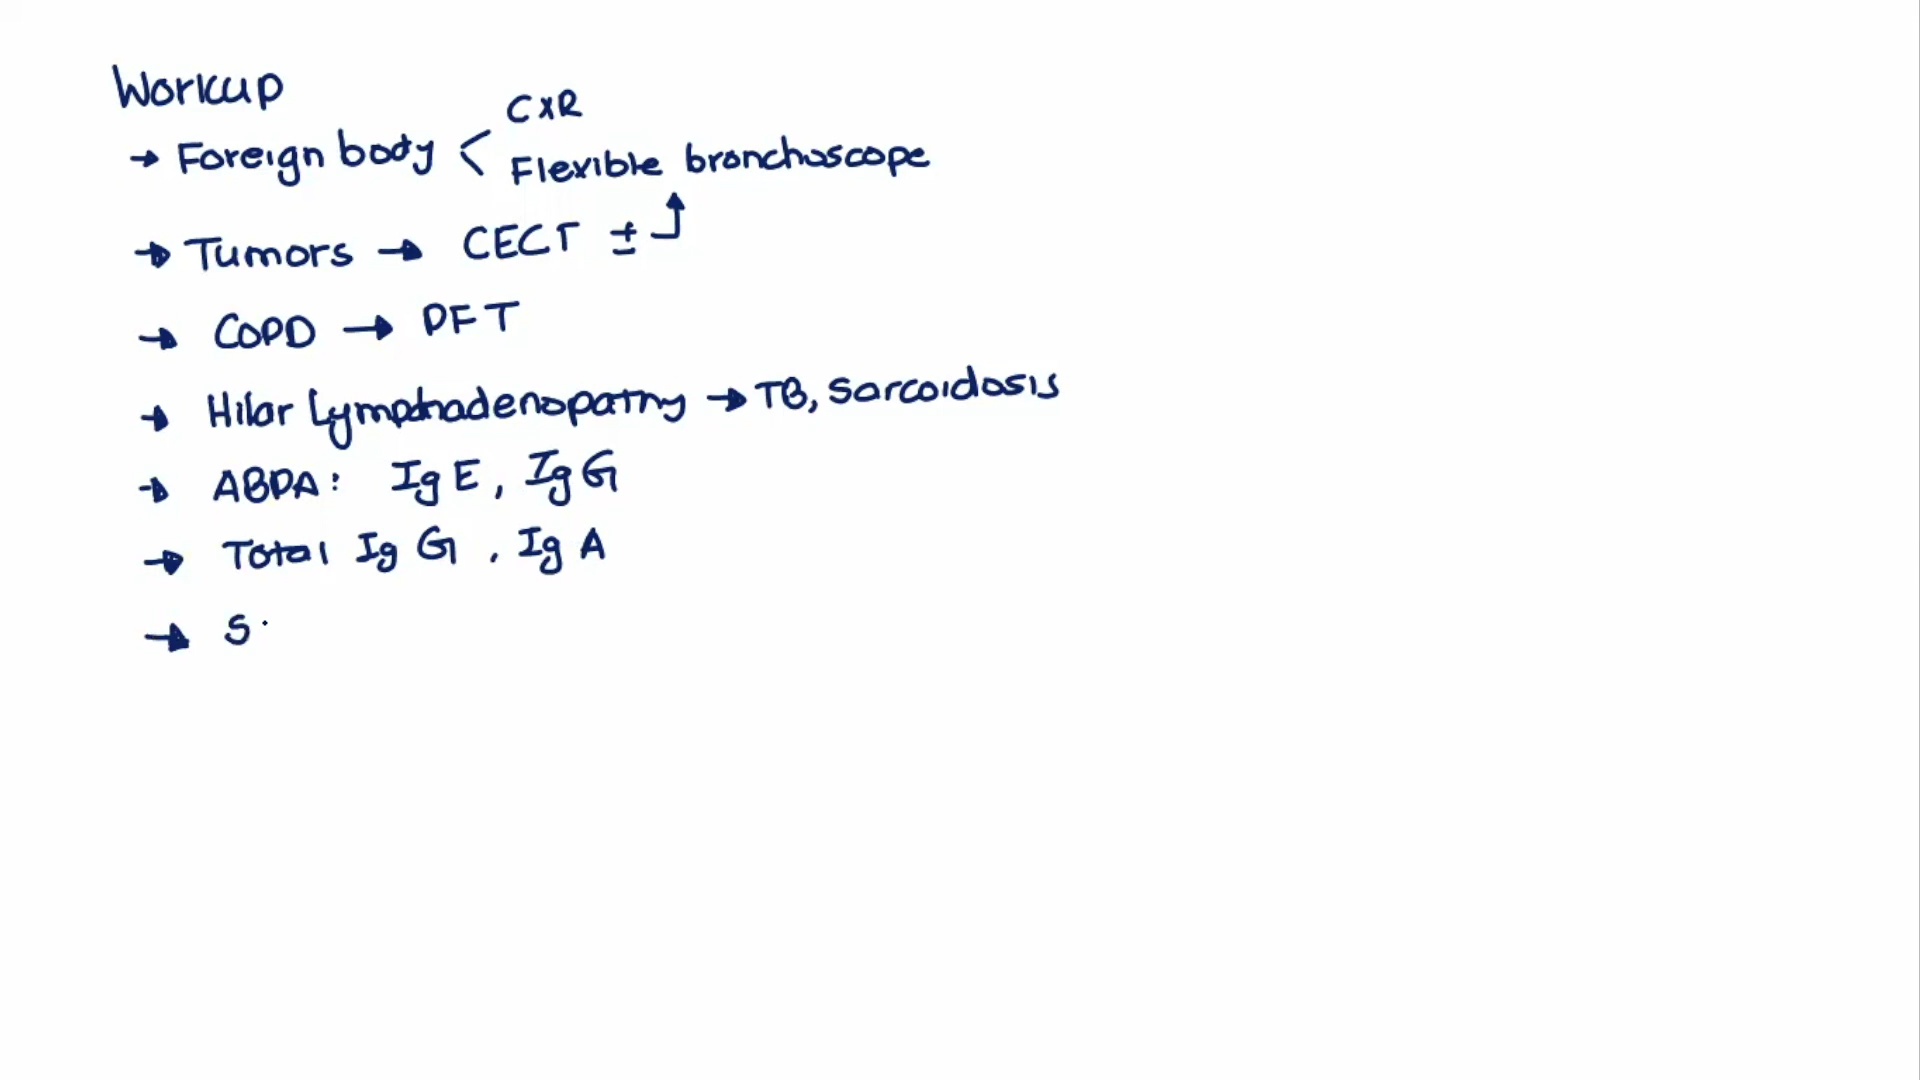 Workup
→ Foreign body < CXR
Flexible bronchoscope
→ Tumors → CECT ±
→ COPD → PFT
→ Hilar Lymphadenopathy → TB, Sarcoidosis
→ ABPA: IgE, IgG
→ Total IgG, IgA
→ S